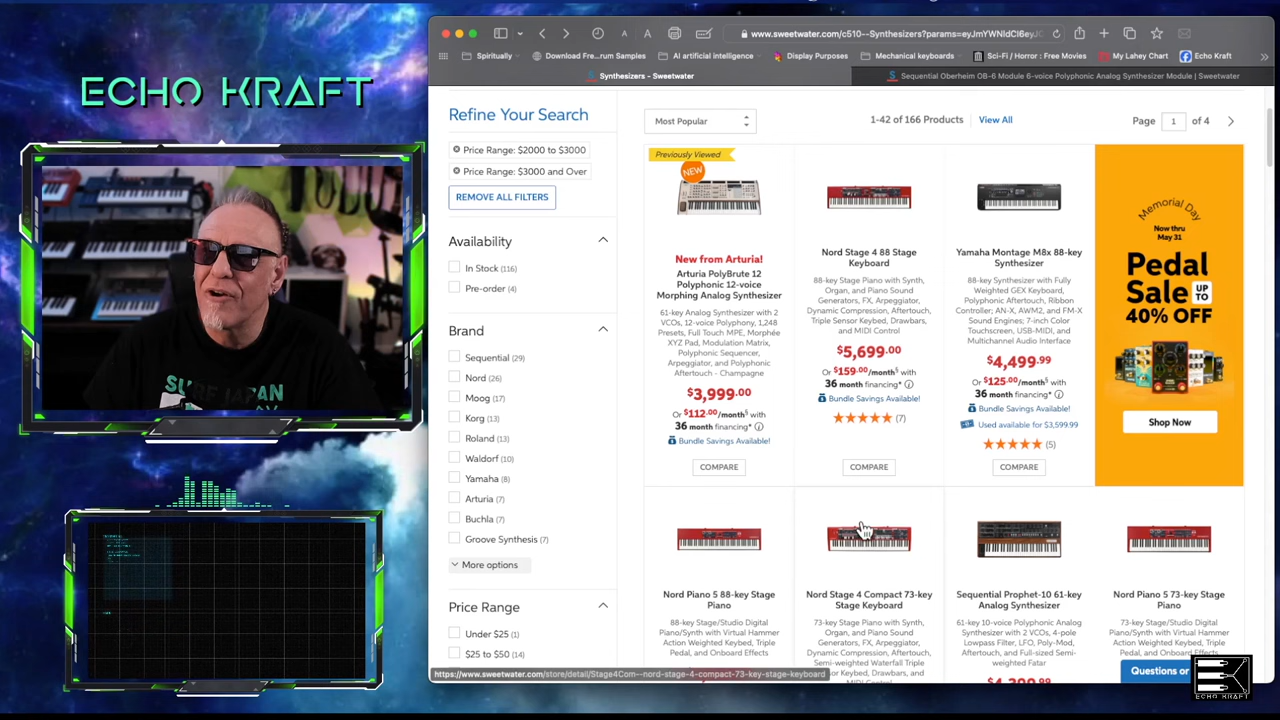 ECHO KRAFT
SURF JAPAN
www.sweetwater.com/c510--Synthesizers?params=eyJmYWNldCI6eyJ
A A
Spiritually
Download Fre...rum Samples
AI artificial intelligence
Display Purposes
Mechanical keyboards
Sci-Fi / Horror : Free Movies
My Lahey Chart
Echo Kraft
Synthesizers - Sweetwater
Sequential Oberheim OB-6 Module 6-voice Polyphonic Analog Synthesizer Module | Sweetwater
Refine Your Search
Price Range: $2000 to $3000
Price Range: $3000 and Over
REMOVE ALL FILTERS
Availability
In Stock (116)
Pre-order (4)
Brand
Sequential (29)
Nord (26)
Moog (17)
Korg (13)
Roland (13)
Waldorf (10)
Yamaha (8)
Arturia (7)
Buchla (7)
Groove Synthesis (7)
More options
Price Range
Under $25 (1)
$25 to $50 (14)
Most Popular
1-42 of 166 Products View All
Page 1 of 4
Previously Viewed
NEW
New from Arturia!
Arturia PolyBrute 12
Polyphonic 12-voice
Morphing Analog Synthesizer
61-key Analog Synthesizer with 2
VCOs, 12-voice Polyphony, 1,248
Presets, Full Touch MPE, Morphée
XYZ Pad, Modulation Matrix,
Polyphonic Sequencer,
Arpeggiator, and Polyphonic
Aftertouch - Champagne
$3,999.00
Or $112.00/month§ with
36 month financing*
Bundle Savings Available!
COMPARE
Nord Stage 4 88 Stage
Keyboard
88-key Stage Piano with Synth,
Organ, and Piano Sound
Generators, FX, Arpeggiator,
Dynamic Compression, Aftertouch,
Triple Sensor Keybed, Drawbars,
and MIDI Control
$5,699.00
Or $159.00/month§ with
36 month financing*
Bundle Savings Available!
(7)
COMPARE
Yamaha Montage M8x 88-key
Synthesizer
88-key Synthesizer with Fully
Weighted GEX Keyboard,
Polyphonic Aftertouch, Ribbon
Controller; AN-X, AWM2, and FM-X
Sound Engines; 7-inch Color
Touchscreen, USB-MIDI, and
Multichannel Audio Interface
$4,499.99
Or $125.00/month§ with
36 month financing*
Bundle Savings Available!
Used available for $3,599.99
(5)
COMPARE
Memorial Day
Now thru
May 31
Pedal
Sale UP TO
40% OFF
Shop Now
Nord Piano 5 88-key Stage
Piano
88-key Stage/Studio Digital
Piano/Synth with Virtual Hammer
Action Weighted Keybed, Triple
Pedal, and Onboard Effects
Nord Stage 4 Compact 73-key
Stage Keyboard
73-key Stage Piano with Synth,
Organ, and Piano Sound
Generators, FX, Arpeggiator,
Dynamic Compression, Aftertouch,
Semi-weighted Waterfall Triple
Sensor Keybed, Drawbars, and
MIDI Control
Sequential Prophet-10 61-key
Analog Synthesizer
61-key 10-voice Polyphonic Analog
Synthesizer with 2 VCOs, 4-pole
Lowpass Filter, LFO, Poly-Mod,
Aftertouch, and Full-sized Semi-
weighted Fatar
$4,299.99
Nord Piano 5 73-key Stage
Piano
73-key Stage/Studio Digital
Piano/Synth with Virtual Hammer
Action Weighted Keybed, Triple
Pedal, and Onboard Effects
Questions or
https://www.sweetwater.com/store/detail/Stage4Com--nord-stage-4-compact-73-key-stage-keyboard
ECHO KRAFT